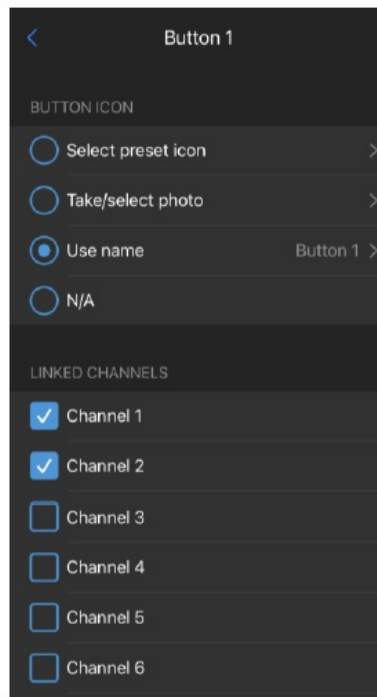 Button 1
BUTTON ICON
Select preset icon
Take/select photo
Use name Button 1
N/A
LINKED CHANNELS
Channel 1
Channel 2
Channel 3
Channel 4
Channel 5
Channel 6